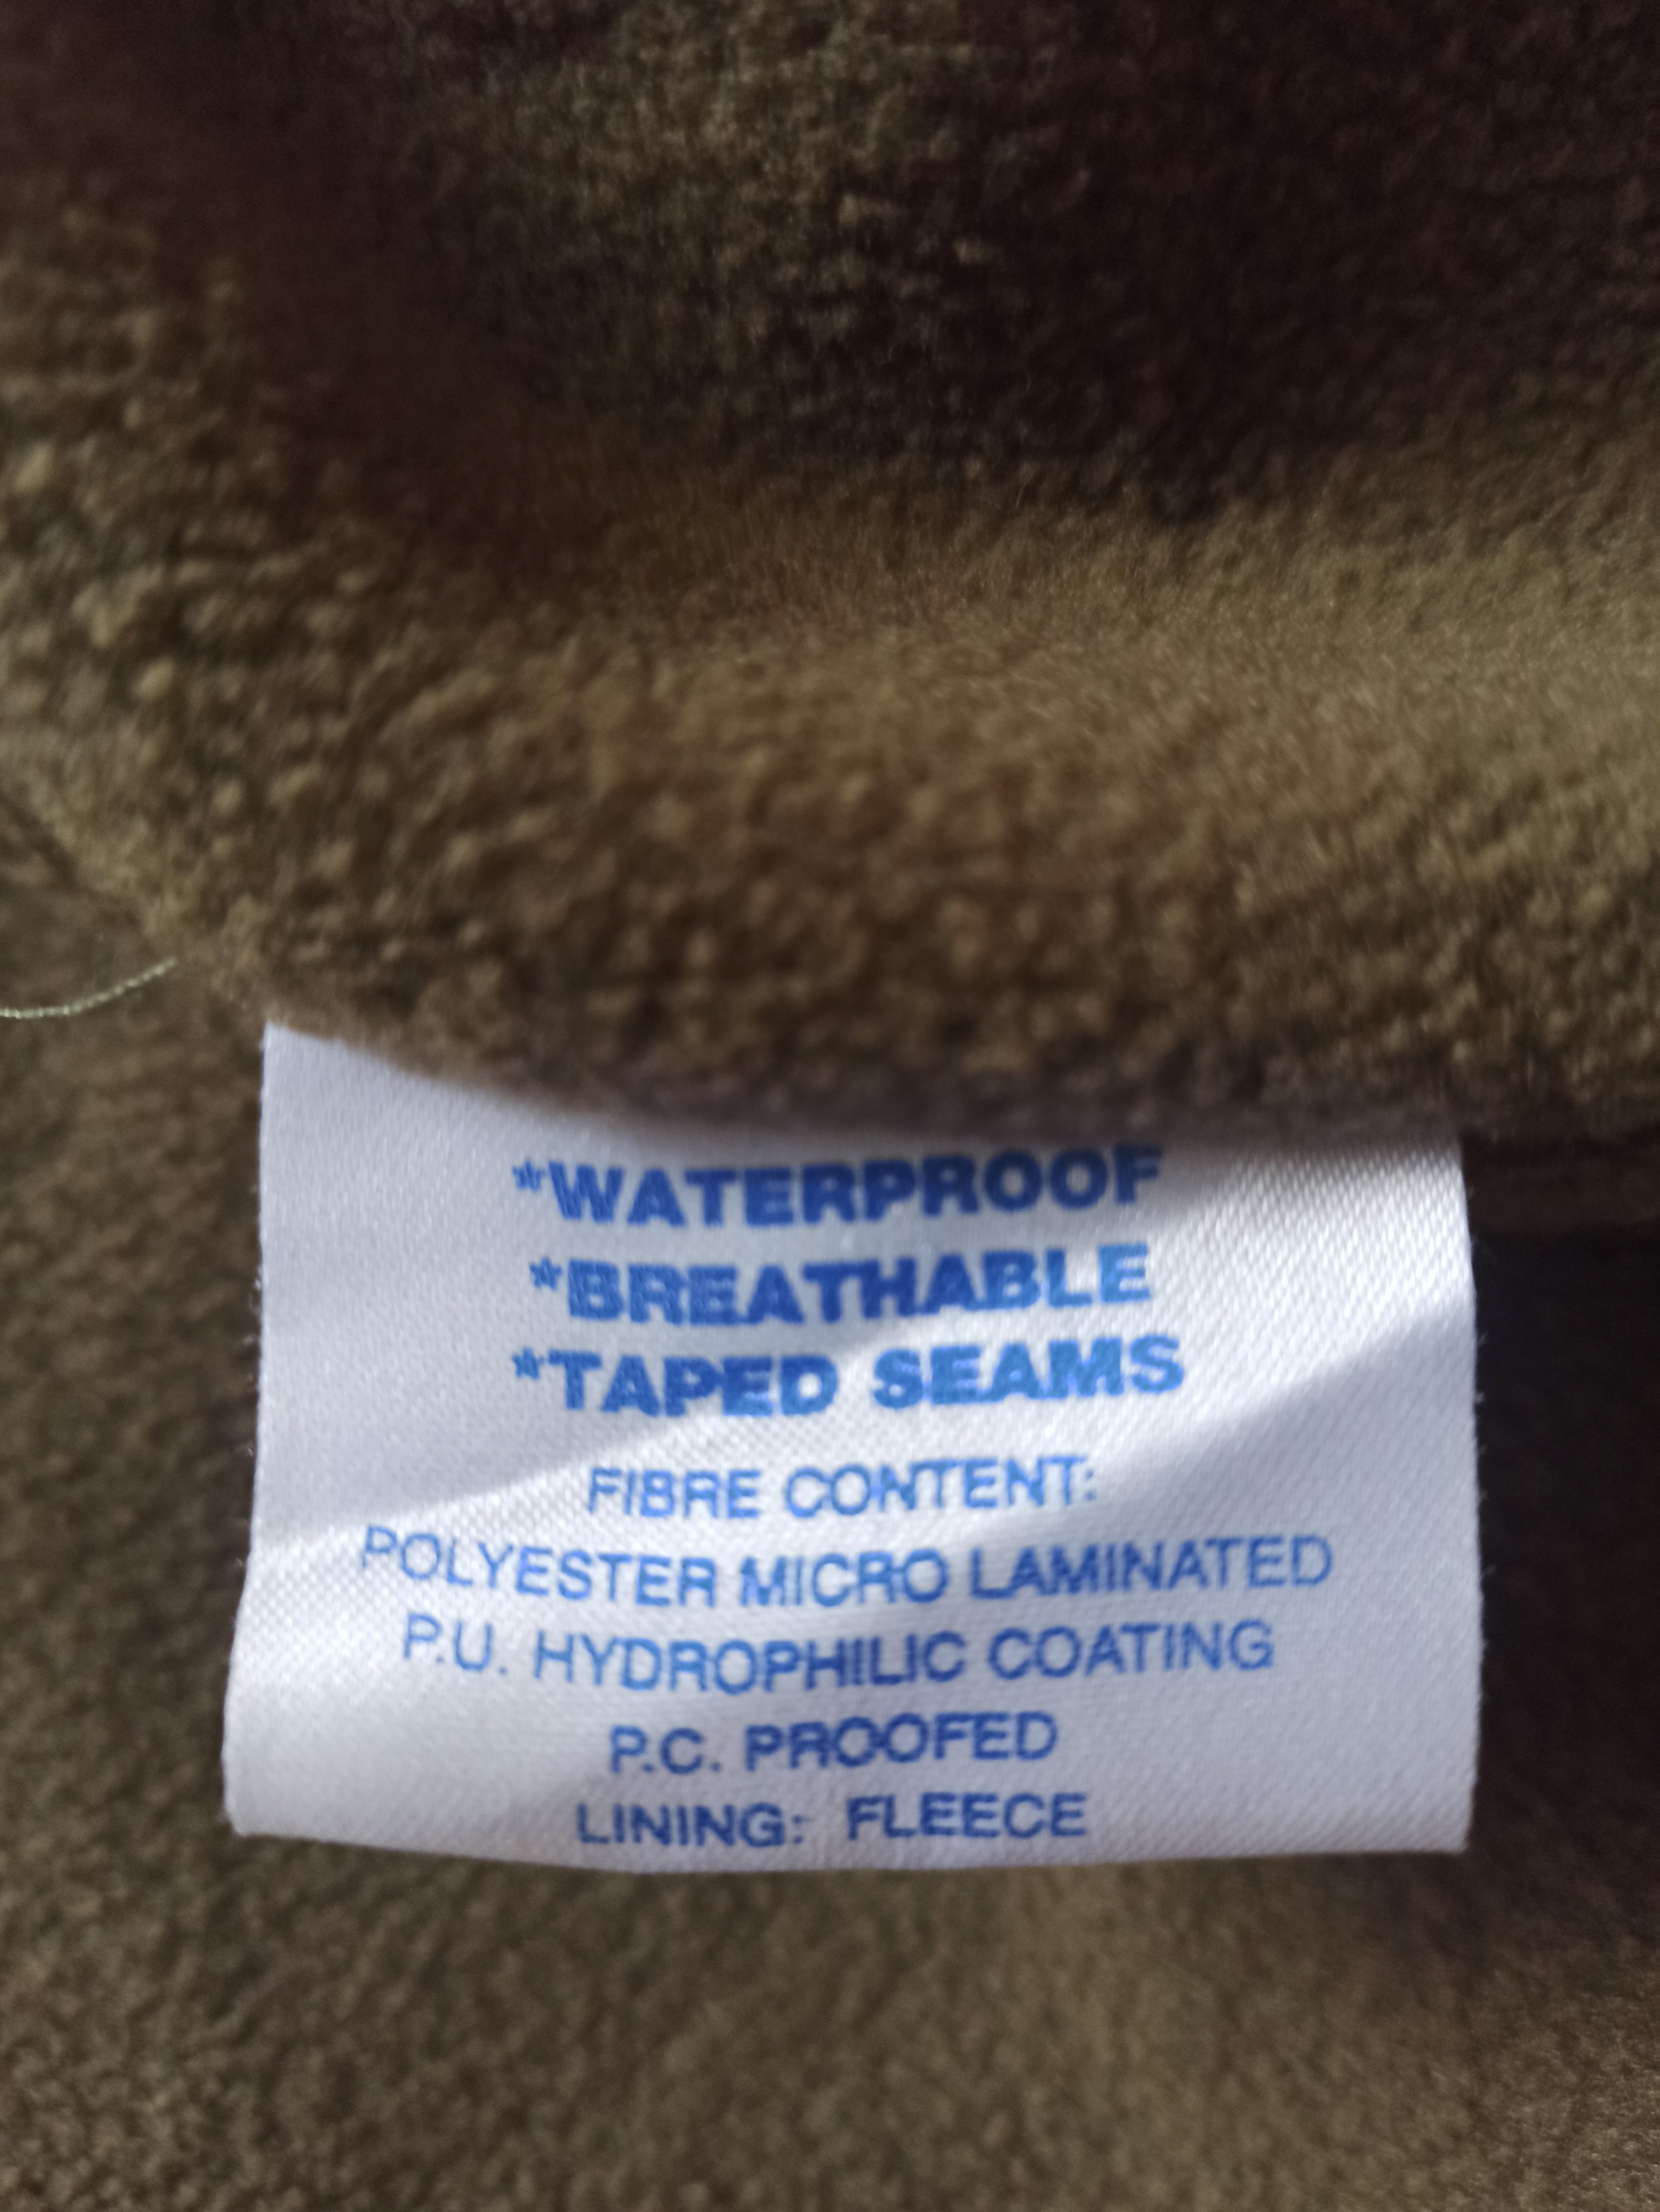 *WATERPROOF
*BREATHABLE
*TAPED SEAMS
FIBRE CONTENT:
POLYESTER MICRO LAMINATED
P.U. HYDROPHILIC COATING
P.C. PROOFED
LINING: FLEECE